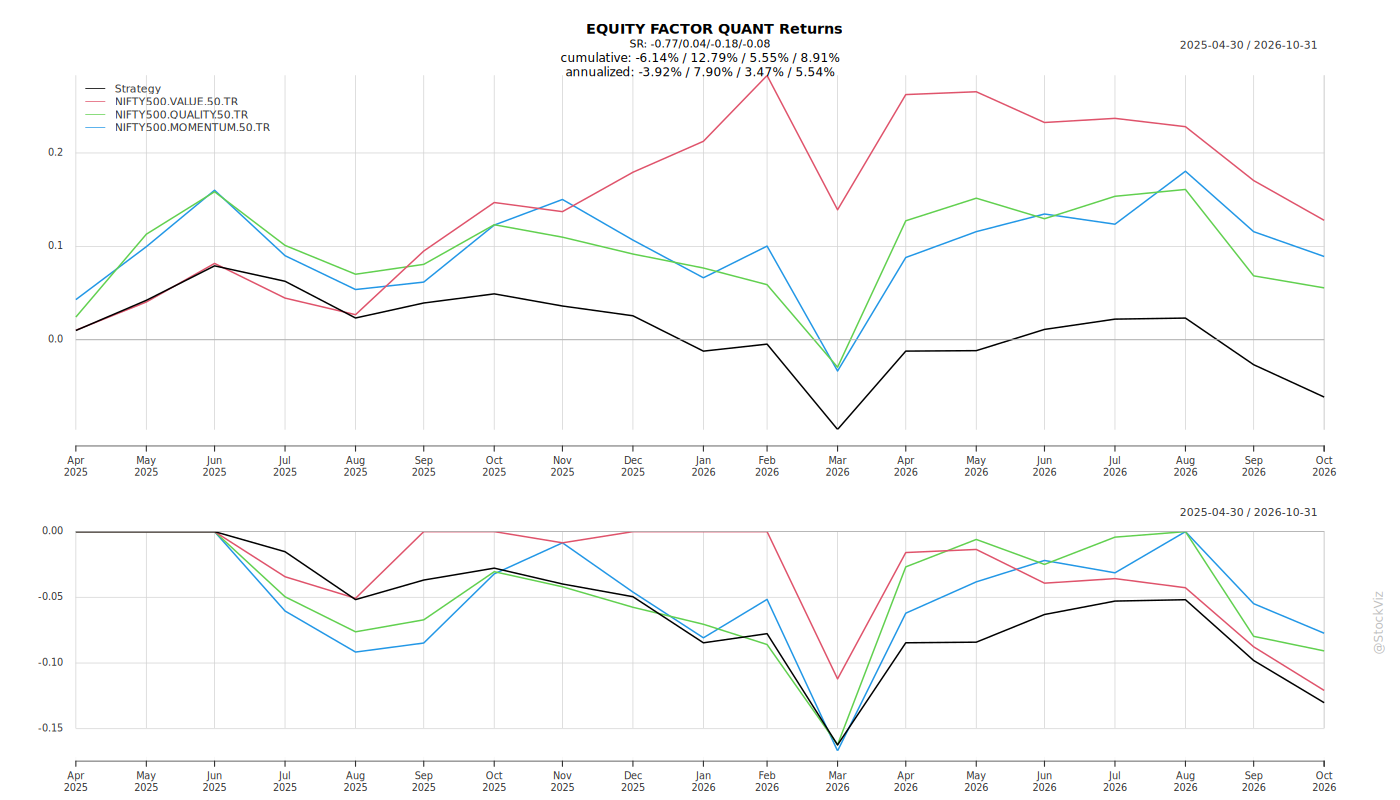 EQUITY FACTOR QUANT Returns
SR: -0.77/0.04/-0.18/-0.08
cumulative: -6.14% / 12.79% / 5.55% / 8.91%
annualized: -3.92% / 7.90% / 3.47% / 5.54%
2025-04-30 / 2026-10-31
Strategy
NIFTY500.VALUE.50.TR
NIFTY500.QUALITY50.TR
NIFTY500.MOMENTUM.50.TR
0.2
0.1
0.0
Apr May Jun Jul Aug Sep Oct Nov Dec Jan Feb Mar Apr May Jun Jul Aug Sep Oct
2025 2025 2025 2025 2025 2025 2025 2025 2025 2026 2026 2026 2026 2026 2026 2026 2026 2026 2026
2025-04-30 / 2026-10-31
0.00
-0.05
-0.10
-0.15
Apr May Jun Jul Aug Sep Oct Nov Dec Jan Feb Mar Apr May Jun Jul Aug Sep Oct
2025 2025 2025 2025 2025 2025 2025 2025 2025 2026 2026 2026 2026 2026 2026 2026 2026 2026 2026
@StockViz